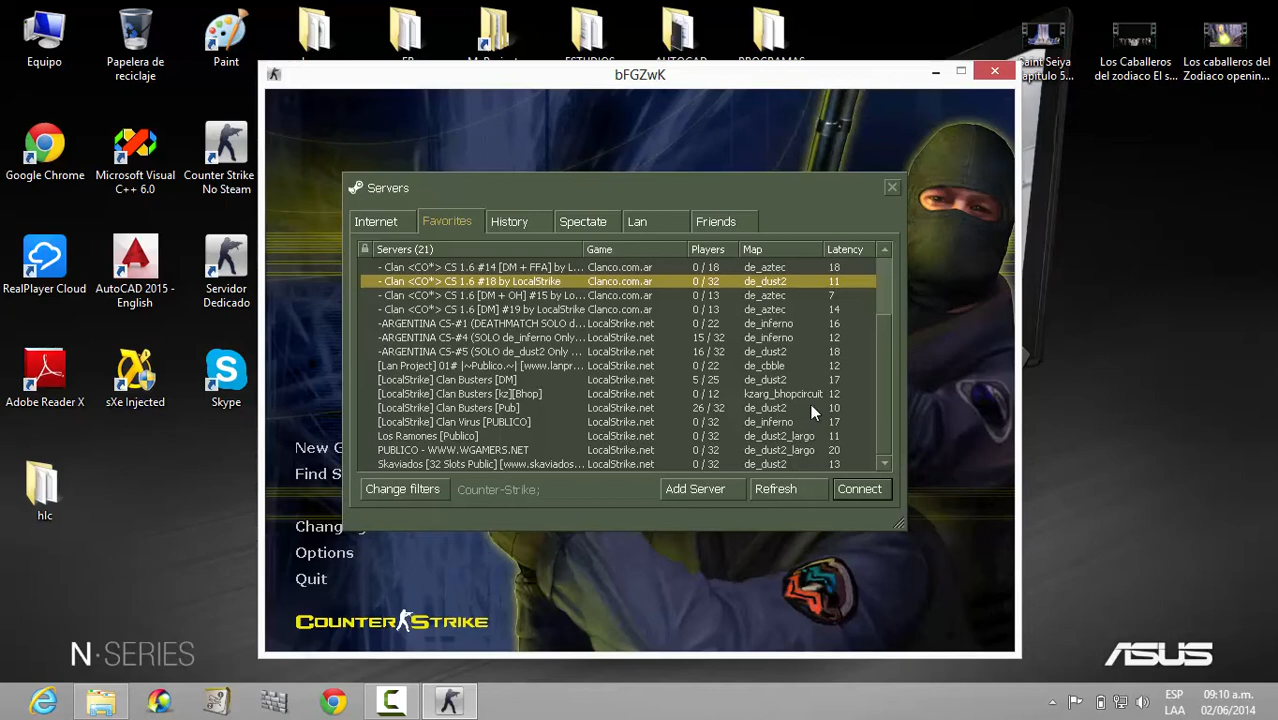 Equipo
Papelera de
reciclaje
Paint
ESTUDIOS
AUTOCAD
PROGRAMAS
Saint Seiya
Capitulo 5...
Los Caballeros
del zodiaco El s...
Los caballeros del
Zodiaco openin...
bFGZwK
Google Chrome
Microsoft Visual
C++ 6.0
Counter Strike
No Steam
Servers
Internet
Favorites
History
Spectate
Lan
Friends
Servers (21) Game Players Map Latency
- Clan <CO*> CS 1.6 #14 [DM + FFA] by L... Clanco.com.ar 0 / 18 de_aztec 18
- Clan <CO*> CS 1.6 #18 by LocalStrike Clanco.com.ar 0 / 32 de_dust2 11
- Clan <CO*> CS 1.6 [DM + OH] #15 by Lo... Clanco.com.ar 0 / 13 de_aztec 7
- Clan <CO*> CS 1.6 [DM] #19 by LocalStrike Clanco.com.ar 0 / 13 de_aztec 14
-ARGENTINA CS-#1 (DEATHMATCH SOLO d... LocalStrike.net 0 / 22 de_inferno 16
-ARGENTINA CS-#4 (SOLO de_inferno Only... LocalStrike.net 15 / 32 de_inferno 12
-ARGENTINA CS-#5 (SOLO de_dust2 Only ... LocalStrike.net 16 / 32 de_dust2 18
[Lan Project] 01# |~Publico.~| [www.lanpr... LocalStrike.net 0 / 22 de_cbble 12
[LocalStrike] Clan Busters [DM] LocalStrike.net 5 / 25 de_dust2 17
[LocalStrike] Clan Busters [kz][Bhop] LocalStrike.net 0 / 12 kzarg_bhopcircuit 12
[LocalStrike] Clan Busters [Pub] LocalStrike.net 26 / 32 de_dust2 10
[LocalStrike] Clan Virus [PUBLICO] LocalStrike.net 0 / 32 de_inferno 17
Los Ramones [Publico] LocalStrike.net 0 / 32 de_dust2_largo 11
PUBLICO - WWW.WGAMERS.NET LocalStrike.net 0 / 32 de_dust2_largo 20
Skaviados [32 Slots Public] [www.skaviados... LocalStrike.net 0 / 32 de_dust2 13
Change filters
Counter-Strike;
Add Server
Refresh
Connect
RealPlayer Cloud
AutoCAD 2015 -
English
Servidor
Dedicado
Adobe Reader X
sXe Injected
Skype
hlc
New G
Find S
Chang
Options
Quit
COUNTER STRIKE
N·SERIES
ASUS
ESP
LAA
09:10 a.m.
02/06/2014